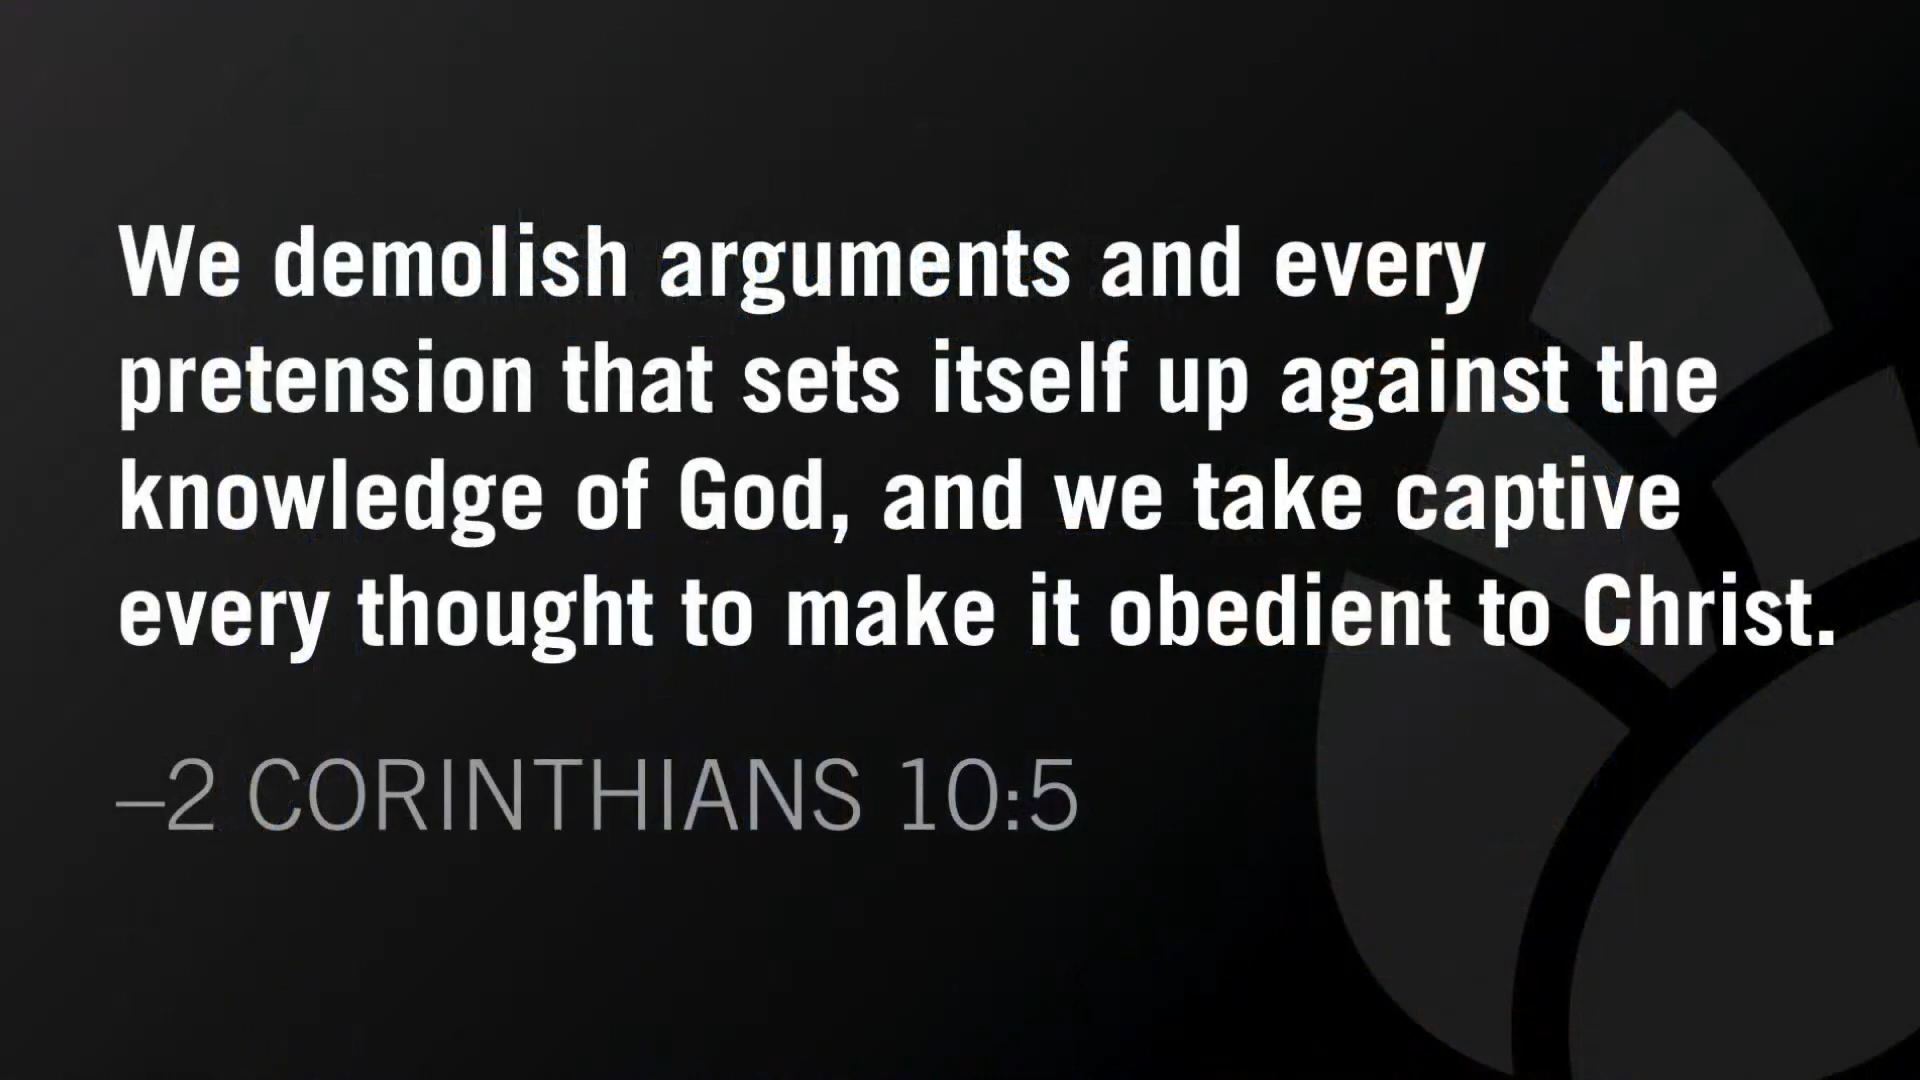 We demolish arguments and every
pretension that sets itself up against the
knowledge of God, and we take captive
every thought to make it obedient to Christ.
–2 CORINTHIANS 10:5